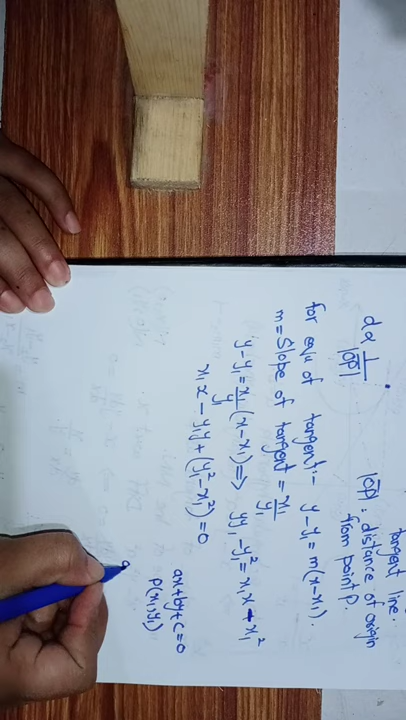 tangent line.
d α 1/|OP|
|OP| = distance of origin
from point P.
for equ of tangent:- y-y₁ = m(x-x₁).
m = Slope of tangent = x₁/y₁
y-y₁ = x₁/y₁ (x-x₁) => yy₁ - y₁² = x₁x - x₁²
x₁x - y₁y + (y₁² - x₁²) = 0
ax+by+c=0
P(x₁,y₁)